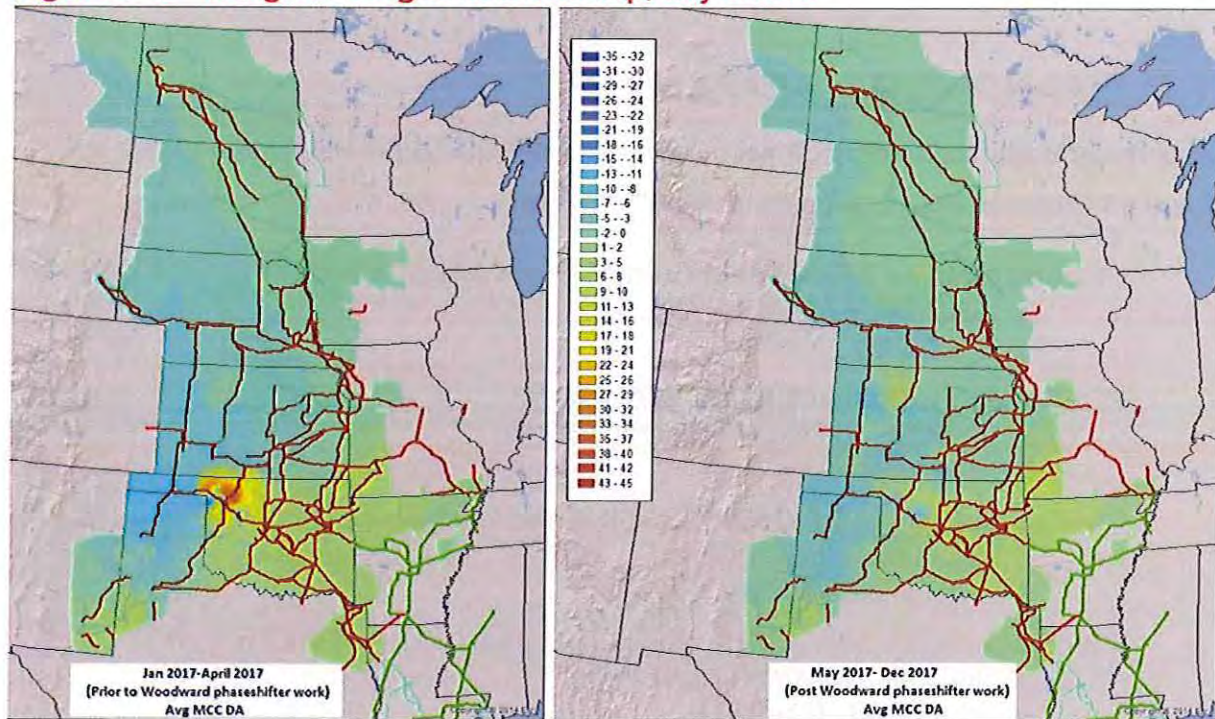 -35 - -32
-31 - -30
-29 - -27
-26 - -24
-23 - -22
-21 - -19
-18 - -16
-15 - -14
-13 - -11
-10 - -8
-7 - -6
-5 - -3
-2 - 0
1 - 2
3 - 5
6 - 8
9 - 10
11 - 13
14 - 16
17 - 18
19 - 21
22 - 24
25 - 26
27 - 29
30 - 32
33 - 34
35 - 37
38 - 40
41 - 42
43 - 45
Jan 2017-April 2017
(Prior to Woodward phaseshifter work)
Avg MCC DA
May 2017- Dec 2017
(Post Woodward phaseshifter work)
Avg MCC DA